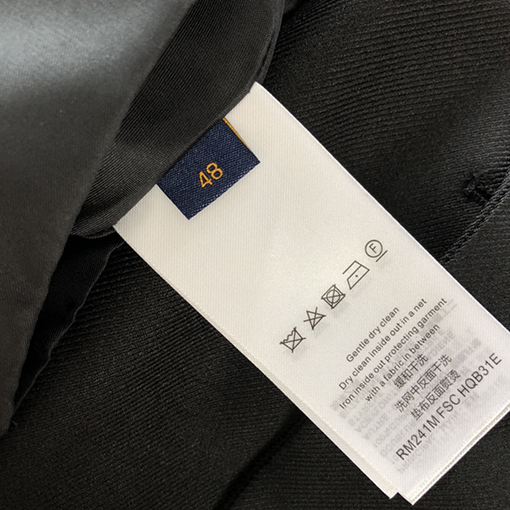 48
F
Gentle dry clean
Dry clean inside out in a net
Iron inside out protecting garment
with a fabric in between
缓和干洗
洗网中反面干洗
垫布反面熨烫
RM241M FSC HQB31E